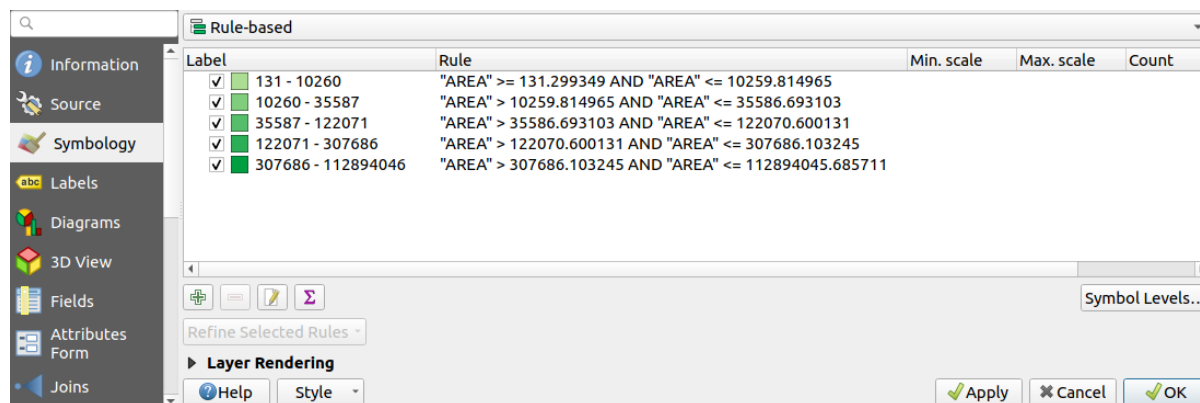 Rule-based
Information
Source
Symbology
abc Labels
Diagrams
3D View
Fields
Attributes
Form
Joins
Label Rule Min. scale Max. scale Count
131 - 10260 "AREA" >= 131.299349 AND "AREA" <= 10259.814965
10260 - 35587 "AREA" > 10259.814965 AND "AREA" <= 35586.693103
35587 - 122071 "AREA" > 35586.693103 AND "AREA" <= 122070.600131
122071 - 307686 "AREA" > 122070.600131 AND "AREA" <= 307686.103245
307686 - 112894046 "AREA" > 307686.103245 AND "AREA" <= 112894045.685711
Σ
Symbol Levels...
Refine Selected Rules
Layer Rendering
Help Style Apply Cancel OK